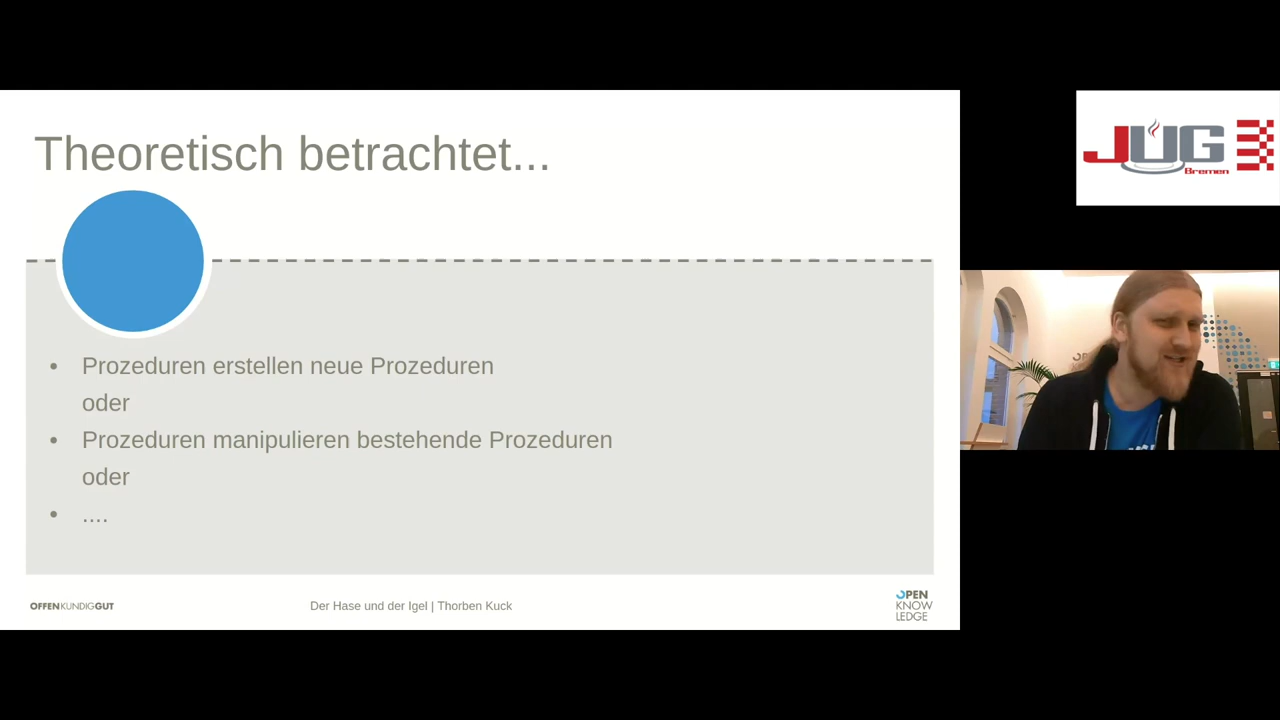 Theoretisch betrachtet...
• Prozeduren erstellen neue Prozeduren
oder
• Prozeduren manipulieren bestehende Prozeduren
oder
• ....
OFFENKUNDIGGUT
Der Hase und der Igel | Thorben Kuck
OPEN
KNOW
LEDGE
JUG
Bremen